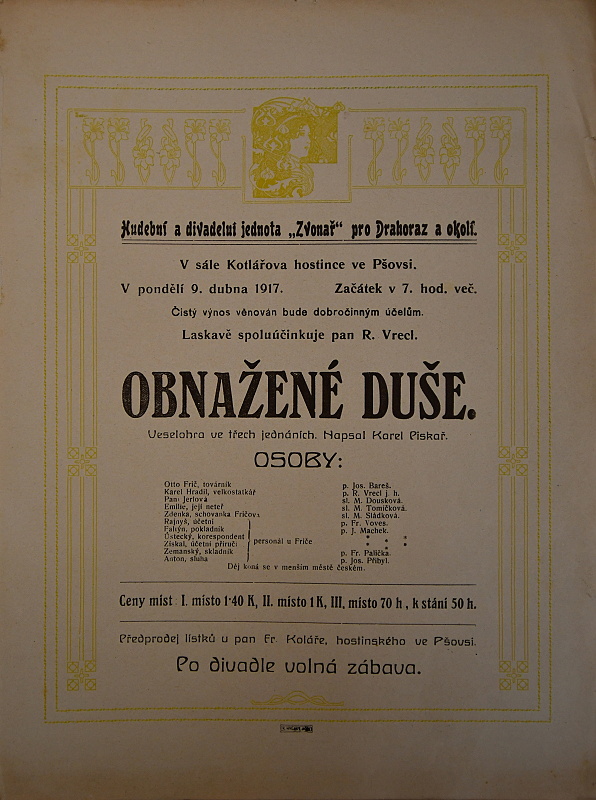 Hudební a divadelní jednota „Zvonař“ pro Drahoraz a okolí.
V sále Kotlářova hostince ve Pšovsi.
V pondělí 9. dubna 1917. Začátek v 7. hod. več.
Čistý výnos věnován bude dobročinným účelům.
Laskavě spoluúčinkuje pan R. Vrecl.
OBNAŽENÉ DUŠE.
Veselohra ve třech jednáních. Napsal Karel Piskař.
OSOBY:
Otto Frič, továrník p. Jos. Bareš.
Karel Hradil, velkostatkář p. R. Vrecl j. h.
Paní Jerlová sl. M. Dousková.
Emilie, její neteř sl. M. Tomíčková.
Zdenka, schovanka Fričova sl. M. Sládková.
Rajnyš, účetní p. Fr. Voves.
Faltýn, pokladník p. J. Machek.
Ústecký, korespondent * * *
personál u Friče
Získal, účetní příručí * * *
Zemanský, skladník p. Fr. Palička.
Anton, sluha p. Jos. Přibyl.
Děj koná se v menším městě českém.
Ceny míst: I. místo 1·40 K, II. místo 1 K, III. místo 70 h, k stání 50 h.
Předprodej lístků u pan Fr. Koláře, hostinského ve Pšovsi.
Po divadle volná zábava.